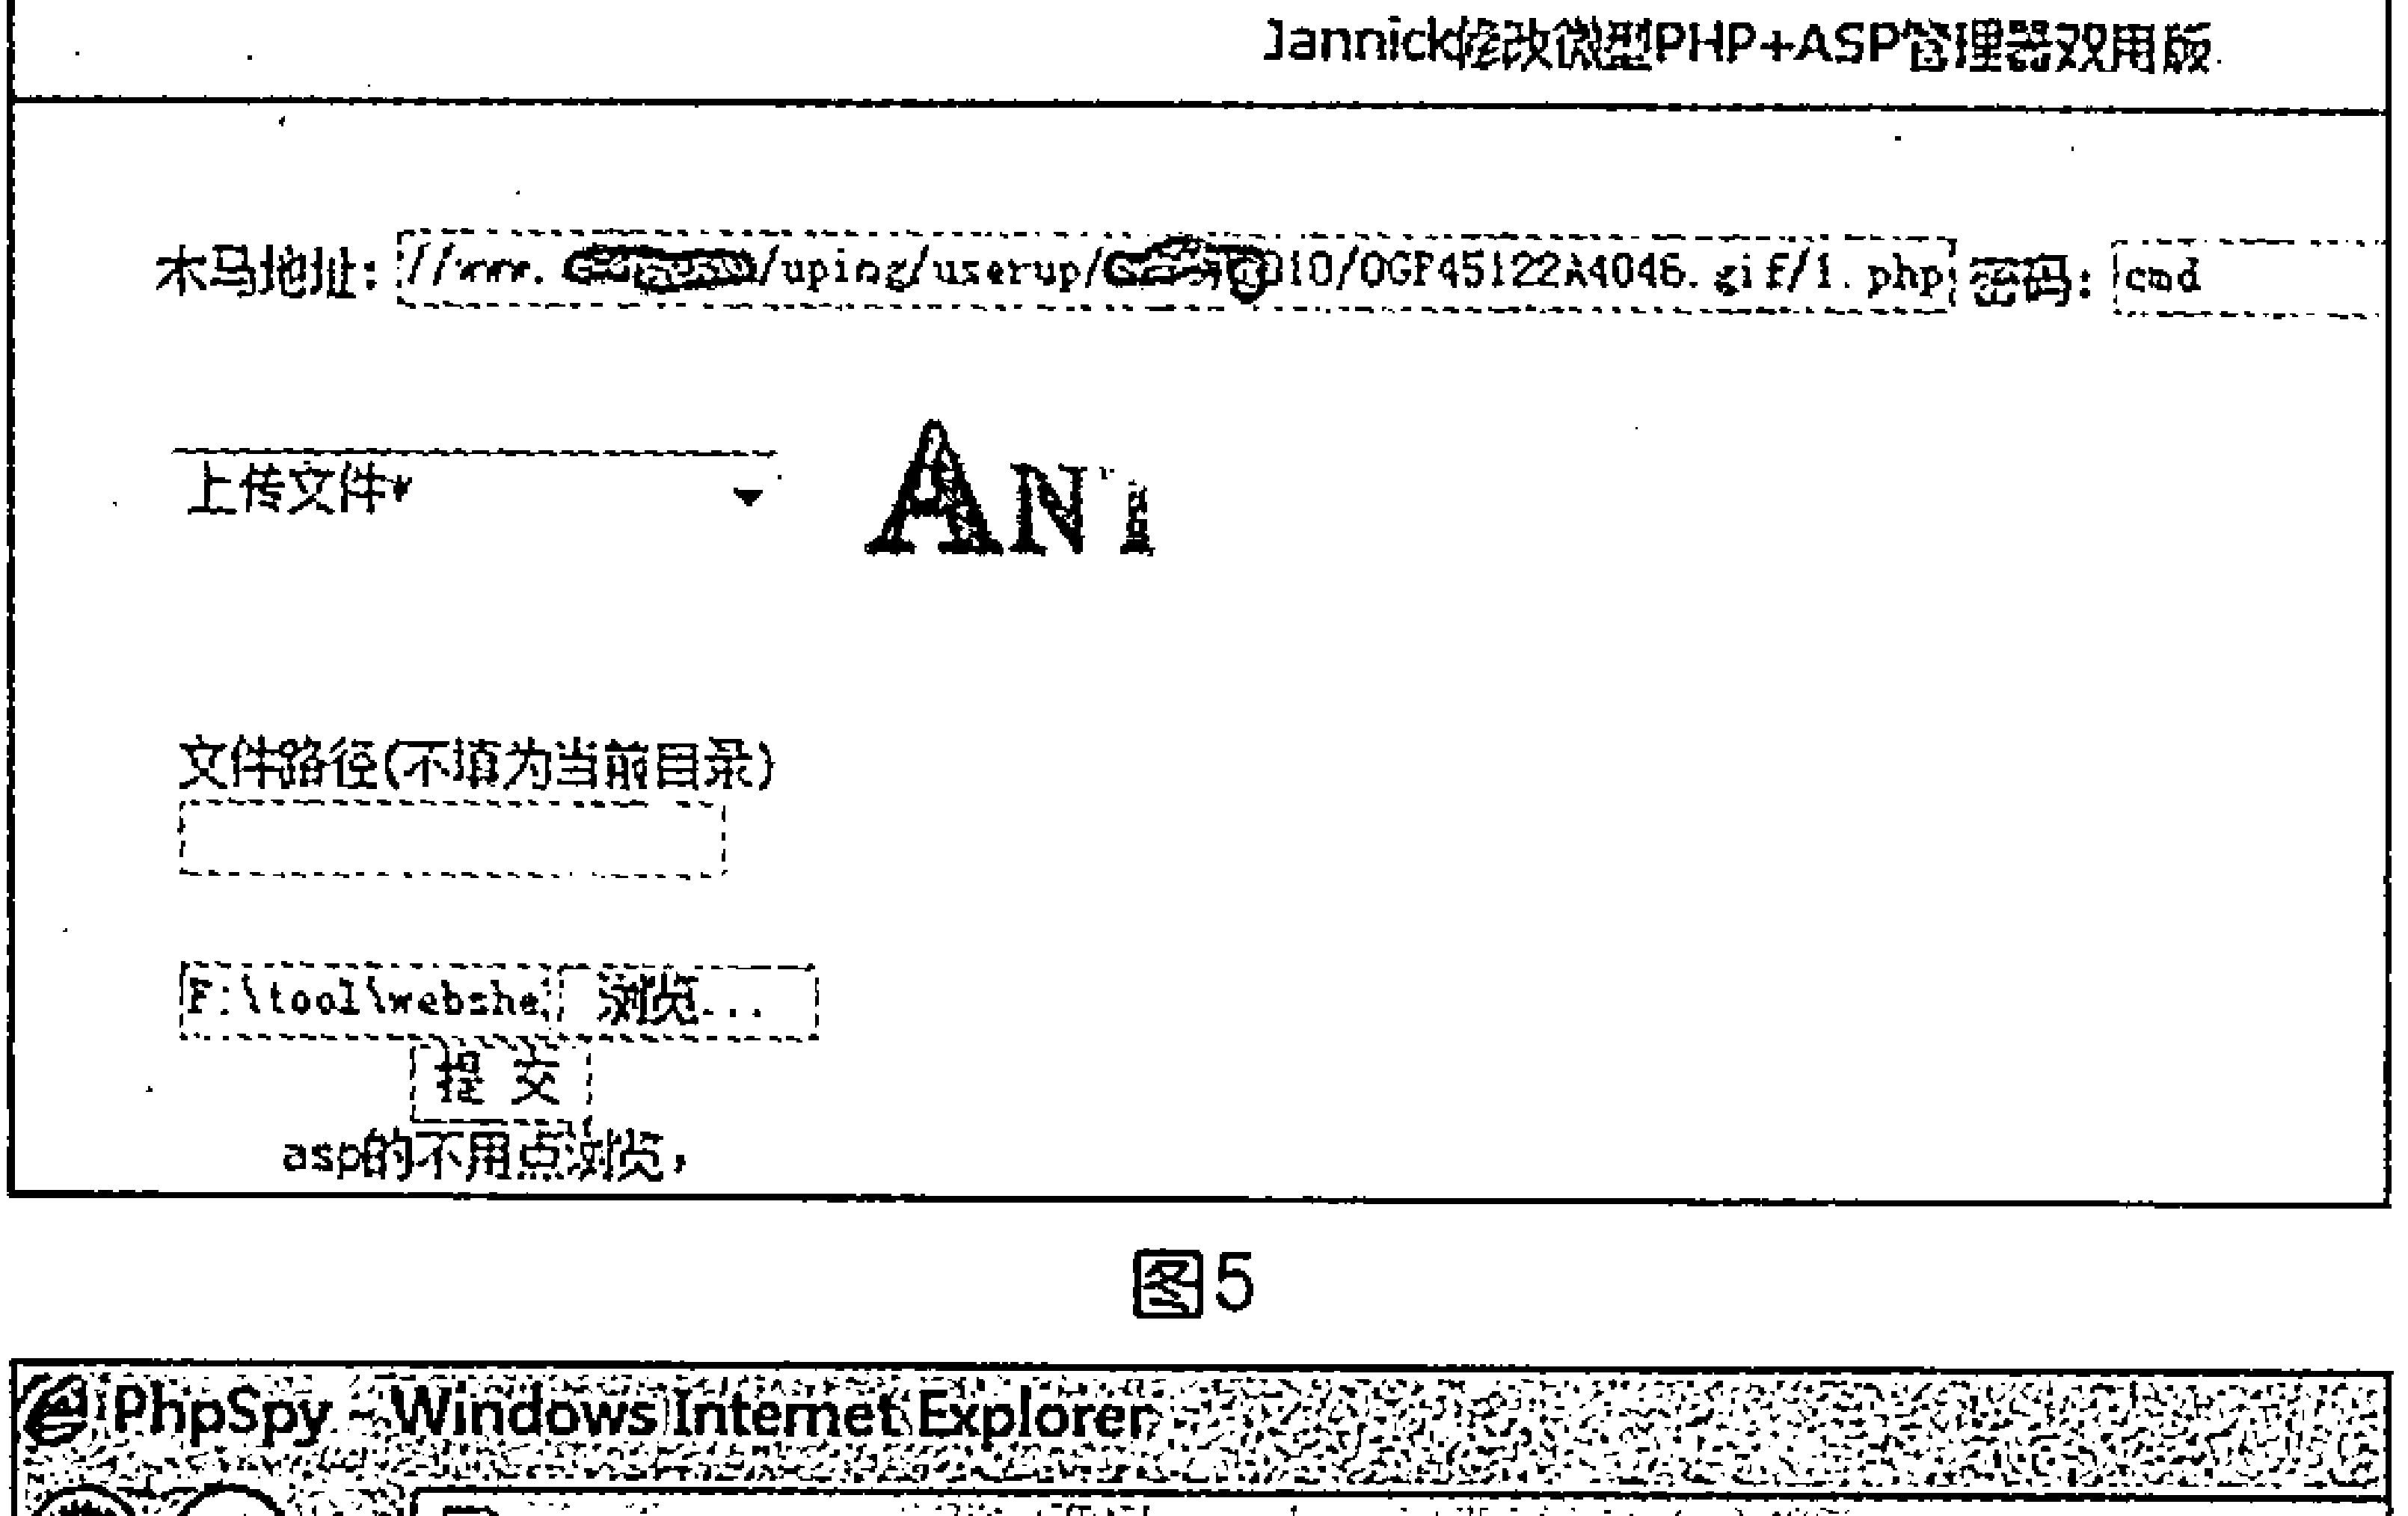 Jannick修改微型PHP+ASP管理器双用版
木马地址: //www. /uping/userup/ 010/0GF45122A4046.gif/1.php 密码: cmd
上传文件
AN
文件路径(不填为当前目录)
F:\tool\webshe 浏览...
提 交
asp的不用点浏览,
图5
PhpSpy - Windows Internet Explorer